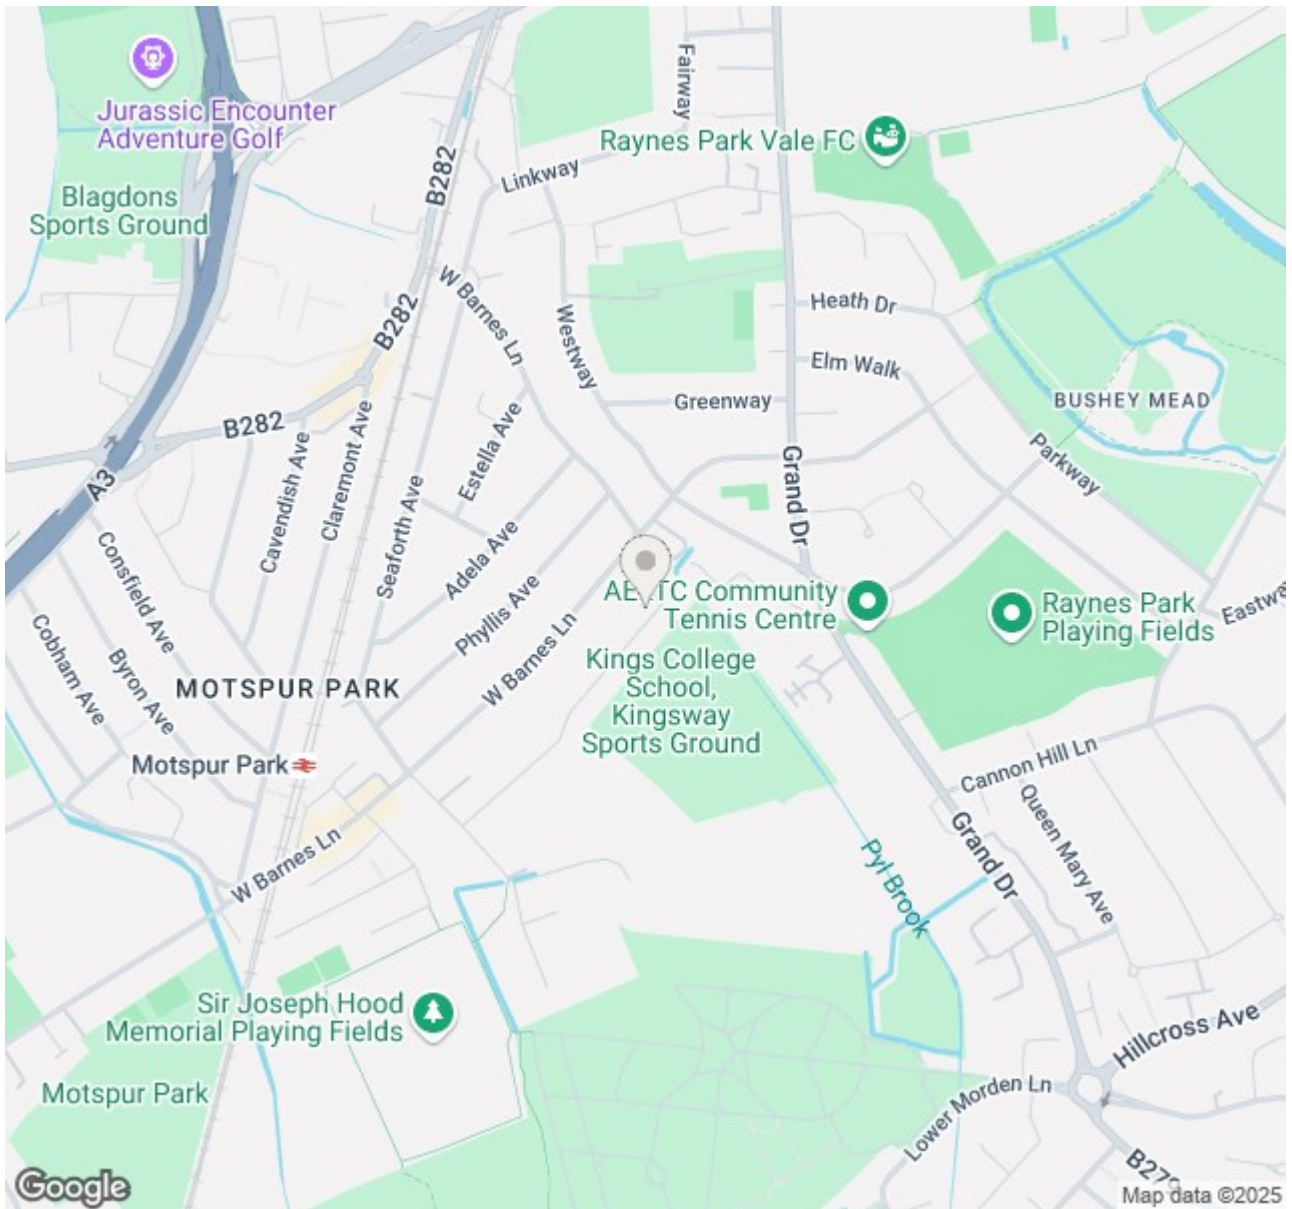 Fairway
Jurassic Encounter
Adventure Golf
Raynes Park Vale FC
B282
Linkway
Blagdons
Sports Ground
W Barnes Ln
Heath Dr
B282
Westway
Elm Walk
Greenway
BUSHEY MEAD
B282
Estella Ave
Claremont Ave
Cavendish Ave
Parkway
Grand Dr
A3
Seaforth Ave
Adela Ave
Consfield Ave
Phyllis Ave
Community
Tennis Centre
Raynes Park
Playing Fields
Cobham Ave
Byron Ave
W Barnes Ln
Kings College
School,
Kingsway
Sports Ground
MOTSPUR PARK
Motspur Park
Cannon Hill Ln
Queen Mary Ave
Grand Dr
W Barnes Ln
Pyl Brook
Sir Joseph Hood
Memorial Playing Fields
Hillcross Ave
Motspur Park
Lower Morden Ln
Google
Map data ©2025